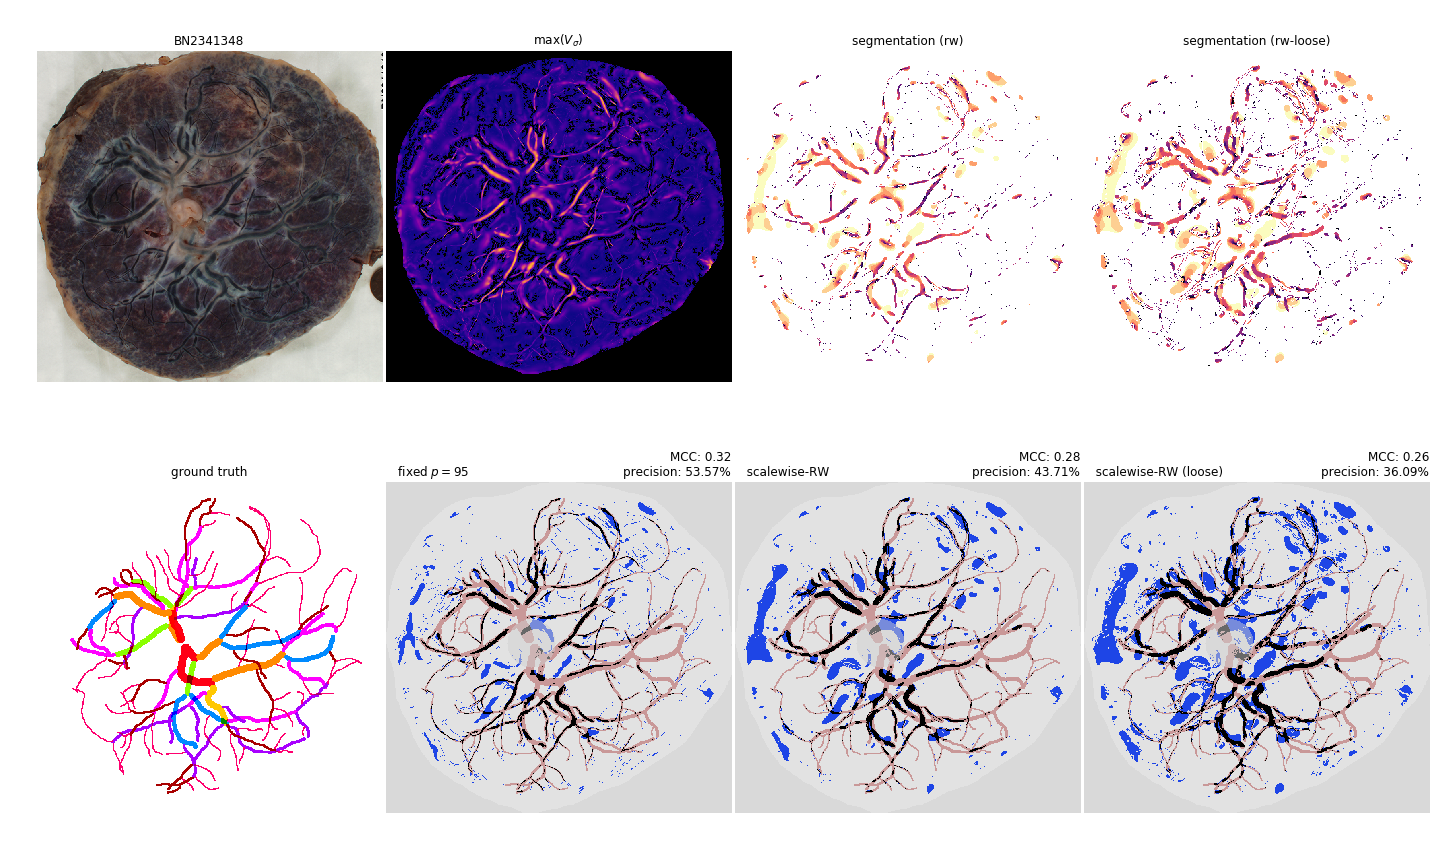 BN2341348
max(V_σ)
segmentation (rw)
segmentation (rw-loose)
ground truth
fixed p = 95
MCC: 0.32
precision: 53.57%
scalewise-RW
MCC: 0.28
precision: 43.71%
scalewise-RW (loose)
MCC: 0.26
precision: 36.09%